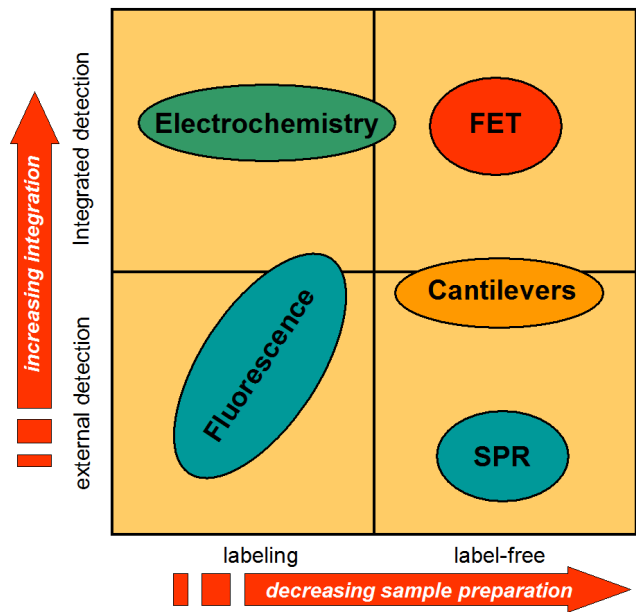 increasing integration
Integrated detection
external detection
Electrochemistry
FET
Fluorescence
Cantilevers
SPR
labeling
label-free
decreasing sample preparation